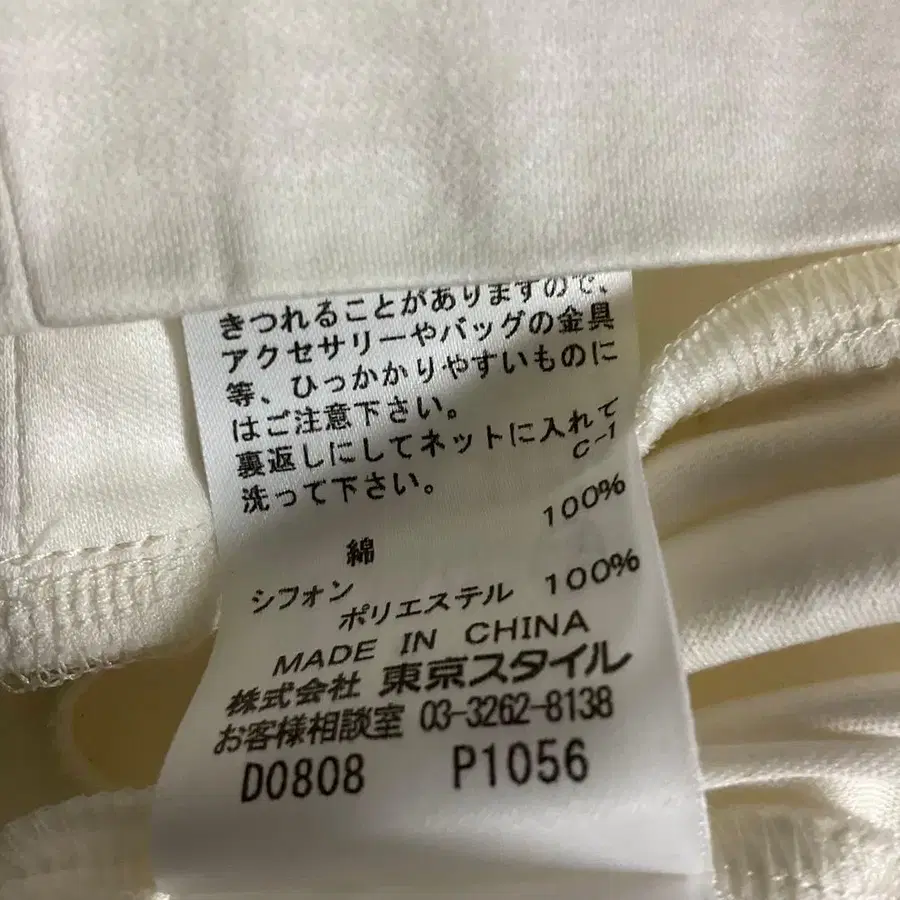 きつれることがありますので、
アクセサリーやバッグの金具
等、ひっかかりやすいものに
はご注意下さい。
裏返しにしてネットに入れて
洗って下さい。 C-1
綿 100%
シフォン
ポリエステル 100%
MADE IN CHINA
株式会社 東京スタイル
お客様相談室 03-3262-8138
D0808 P1056